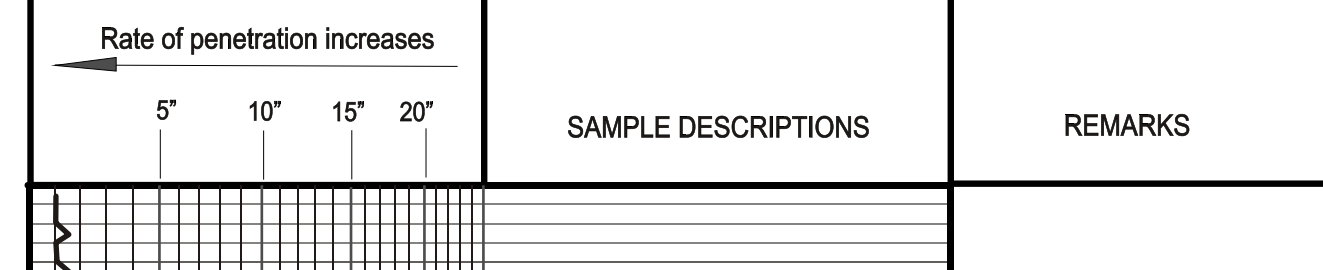 Rate of penetration increases
5” 10” 15” 20”
SAMPLE DESCRIPTIONS
REMARKS